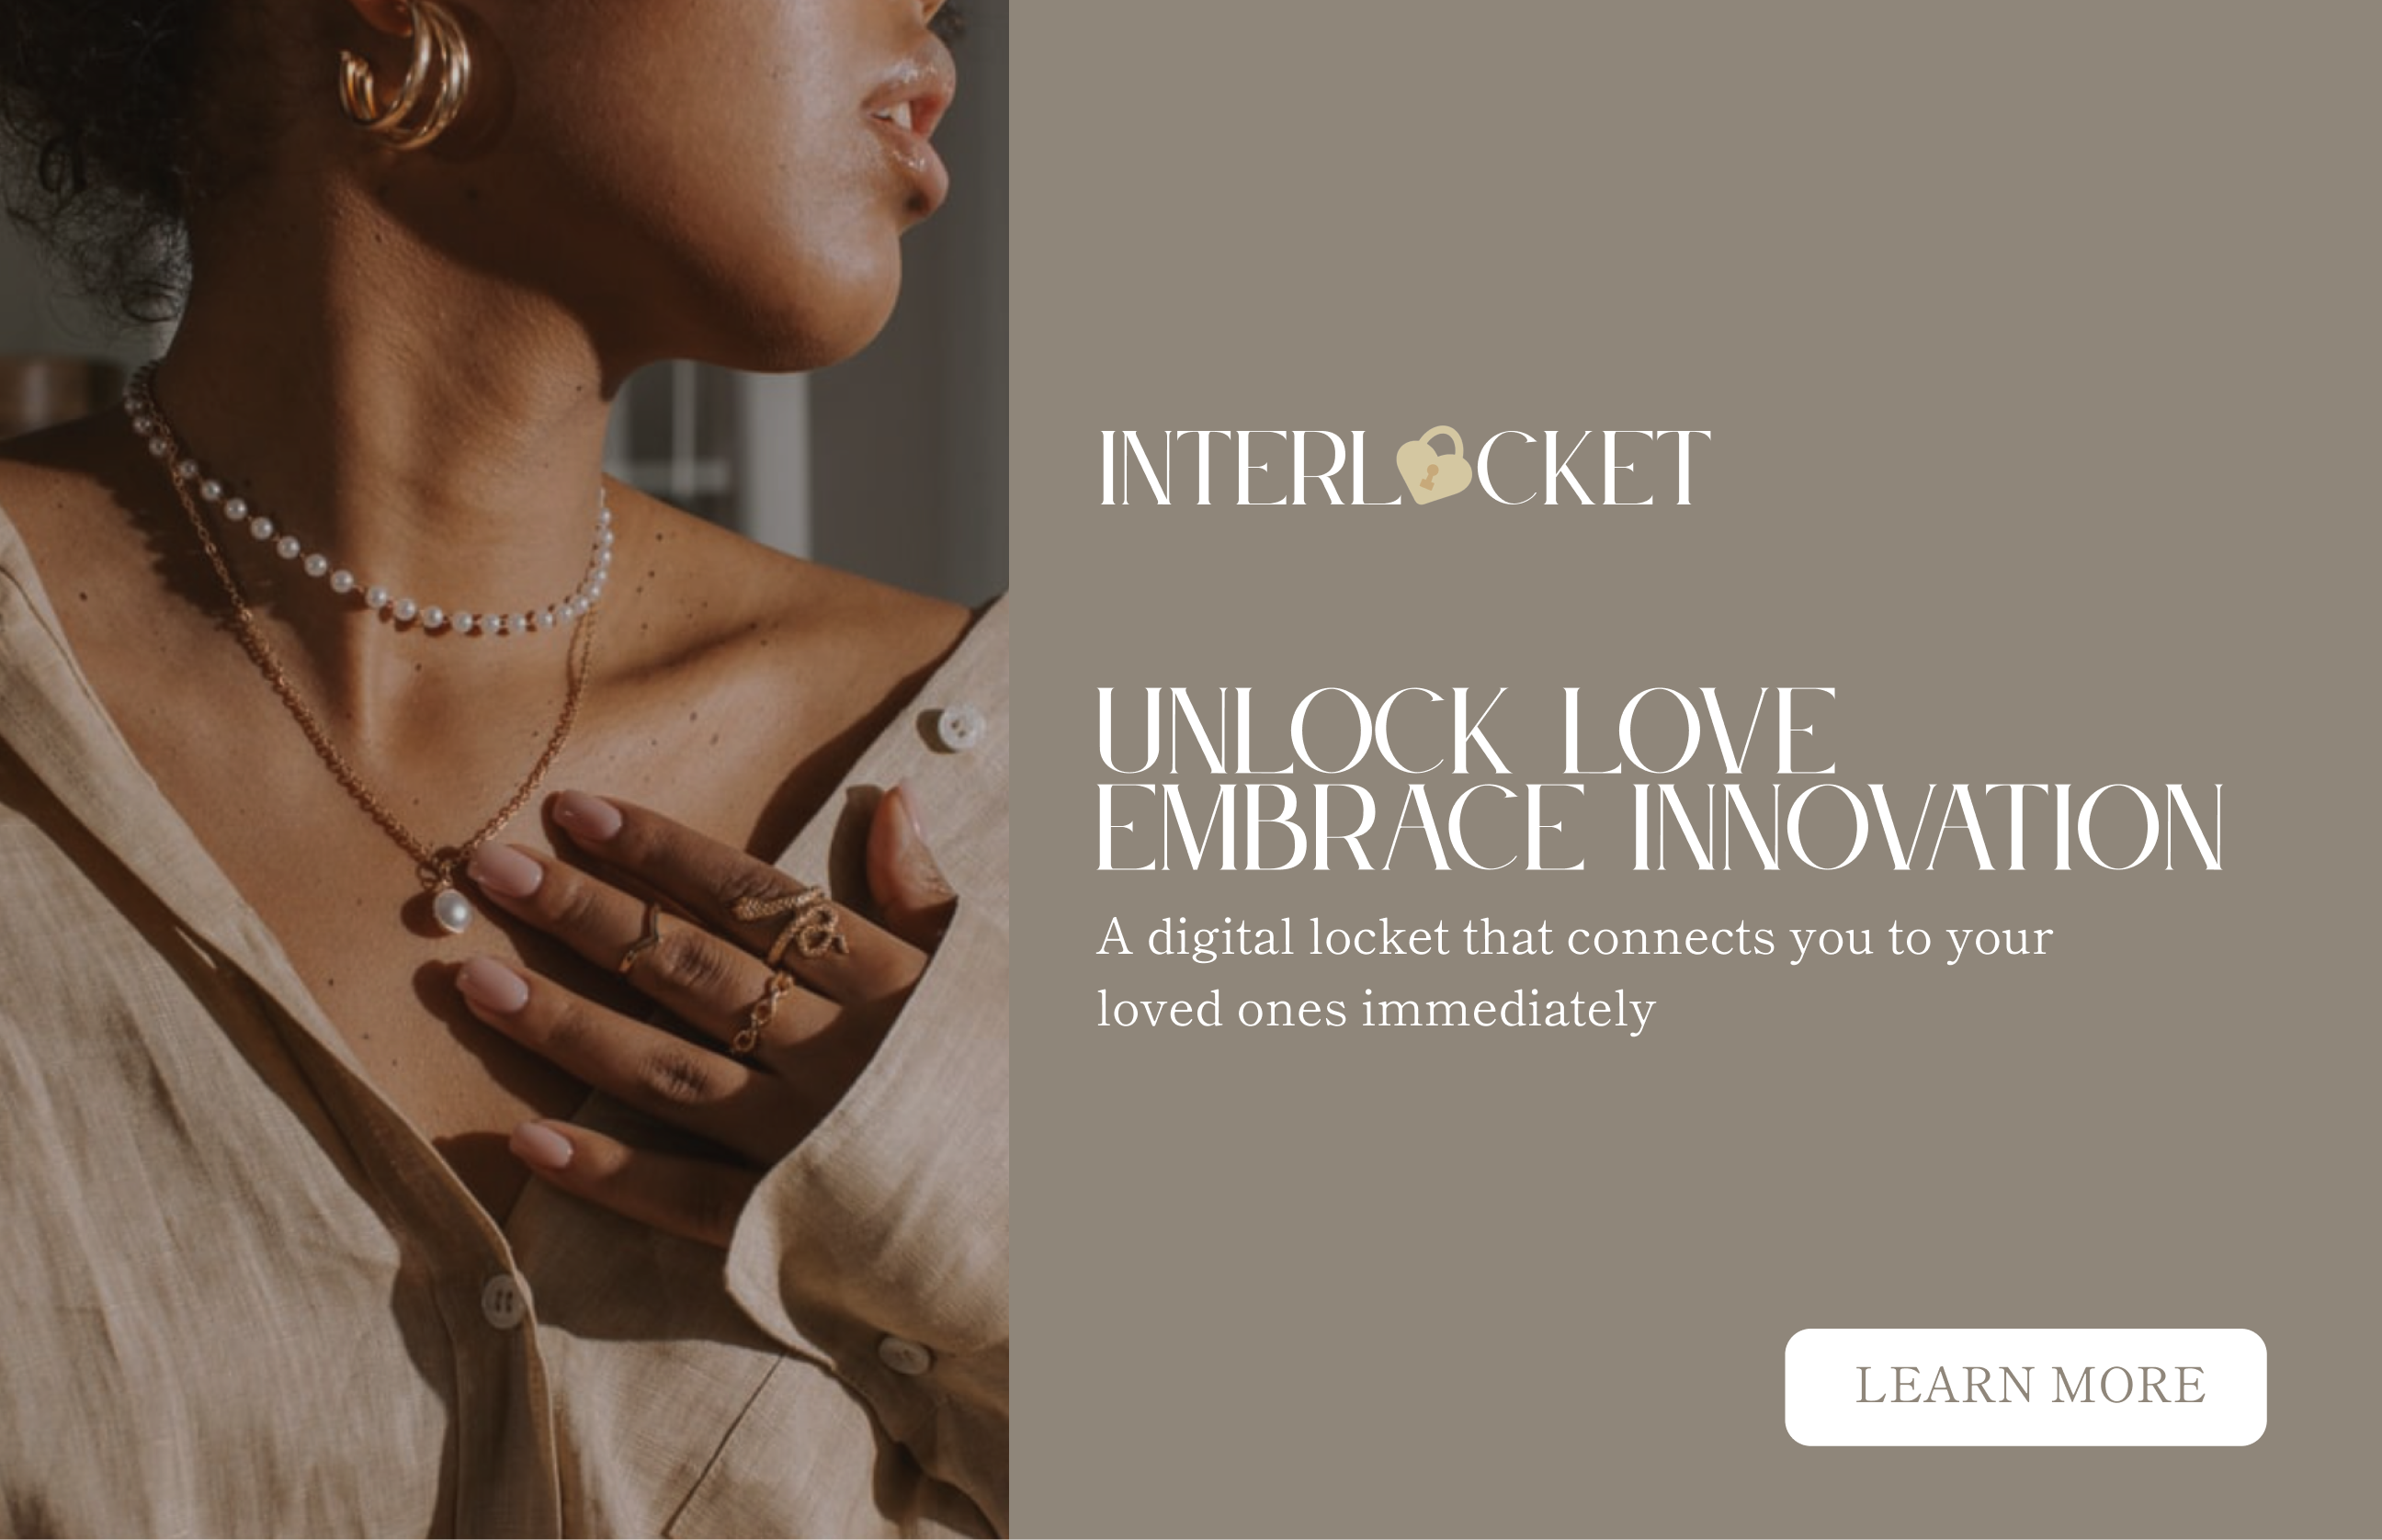 INTERLOCKET
UNLOCK LOVE
EMBRACE INNOVATION
A digital locket that connects you to your
loved ones immediately
LEARN MORE